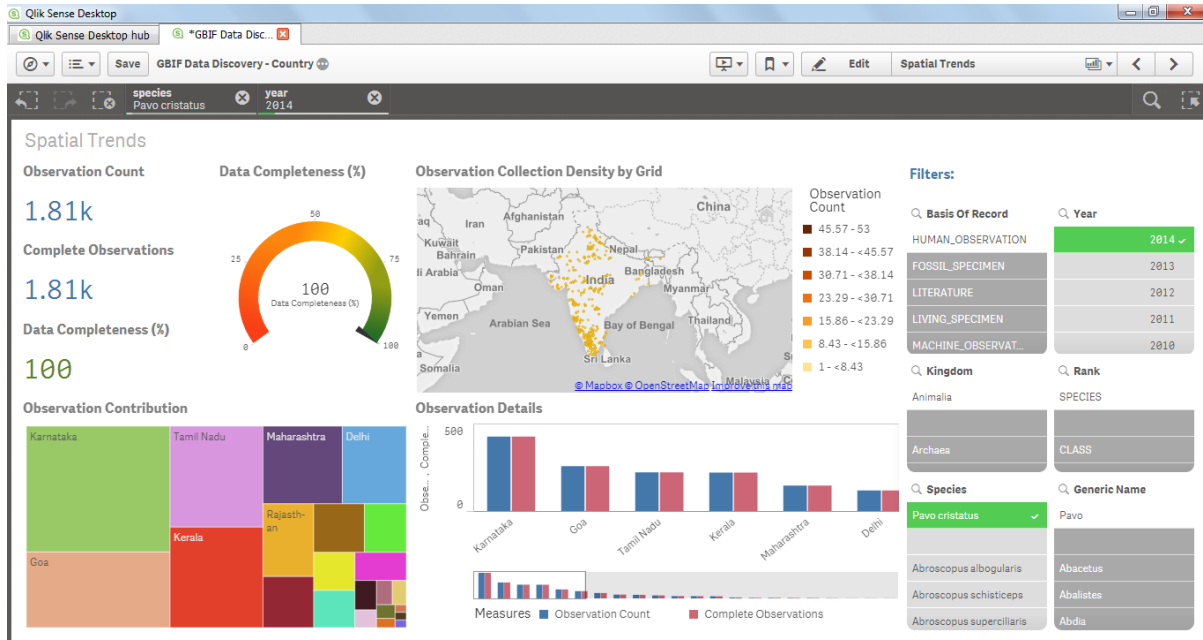 Qlik Sense Desktop
Qlik Sense Desktop hub
*GBIF Data Disc...
Save
GBIF Data Discovery - Country
Edit
Spatial Trends
species
Pavo cristatus
year
2014
Spatial Trends
Observation Count
1.81k
Complete Observations
1.81k
Data Completeness (%)
100
Data Completeness (%)
0
25
50
75
100
100
Data Completeness (%)
Observation Collection Density by Grid
China
Afghanistan
Iran
Kuwait
Bahrain
Pakistan
Nepal
Bangladesh
India
Myanmar
Oman
Yemen
Arabian Sea
Bay of Bengal
Thailand
Sri Lanka
Somalia
Malaysia
© Mapbox © OpenStreetMap Improve this map
Observation
Count
45.57 - 53
38.14 - <45.57
30.71 - <38.14
23.29 - <30.71
15.86 - <23.29
8.43 - <15.86
1 - <8.43
Filters:
Basis Of Record
HUMAN_OBSERVATION
FOSSIL_SPECIMEN
LITERATURE
LIVING_SPECIMEN
MACHINE_OBSERVAT...
Year
2014
2013
2012
2011
2010
Kingdom
Animalia
Archaea
Rank
SPECIES
CLASS
Species
Pavo cristatus
Abroscopus albogularis
Abroscopus schisticeps
Abroscopus superciliaris
Generic Name
Pavo
Abacetus
Abalistes
Abdia
Observation Contribution
Karnataka
Goa
Tamil Nadu
Kerala
Maharashtra
Delhi
Rajasth-
an
Observation Details
Obse... , Comple...
500
0
Karnataka
Goa
Tamil Nadu
Kerala
Maharashtra
Delhi
Measures
Observation Count
Complete Observations